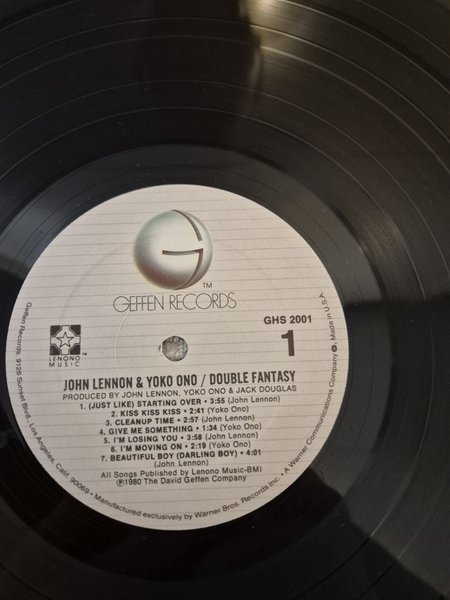 G
TM
GEFFEN RECORDS
GHS 2001
1
LENONO
MUSIC
TM
JOHN LENNON & YOKO ONO / DOUBLE FANTASY
PRODUCED BY JOHN LENNON, YOKO ONO & JACK DOUGLAS
1. (JUST LIKE) STARTING OVER • 3:55 (John Lennon)
2. KISS KISS KISS • 2:41 (Yoko Ono)
3. CLEANUP TIME • 2:57 (John Lennon)
4. GIVE ME SOMETHING • 1:34 (Yoko Ono)
5. I'M LOSING YOU • 3:58 (John Lennon)
6. I'M MOVING ON • 2:19 (Yoko Ono)
7. BEAUTIFUL BOY (DARLING BOY) • 4:01
(John Lennon)
All Songs Published by Lenono Music-BMI
℗1980 The David Geffen Company
Geffen Records, 9126 Sunset Blvd., Los Angeles, Calif. 90069 • Manufactured exclusively by Warner Bros. Records Inc. • A Warner Communications Company • Made in U.S.A.